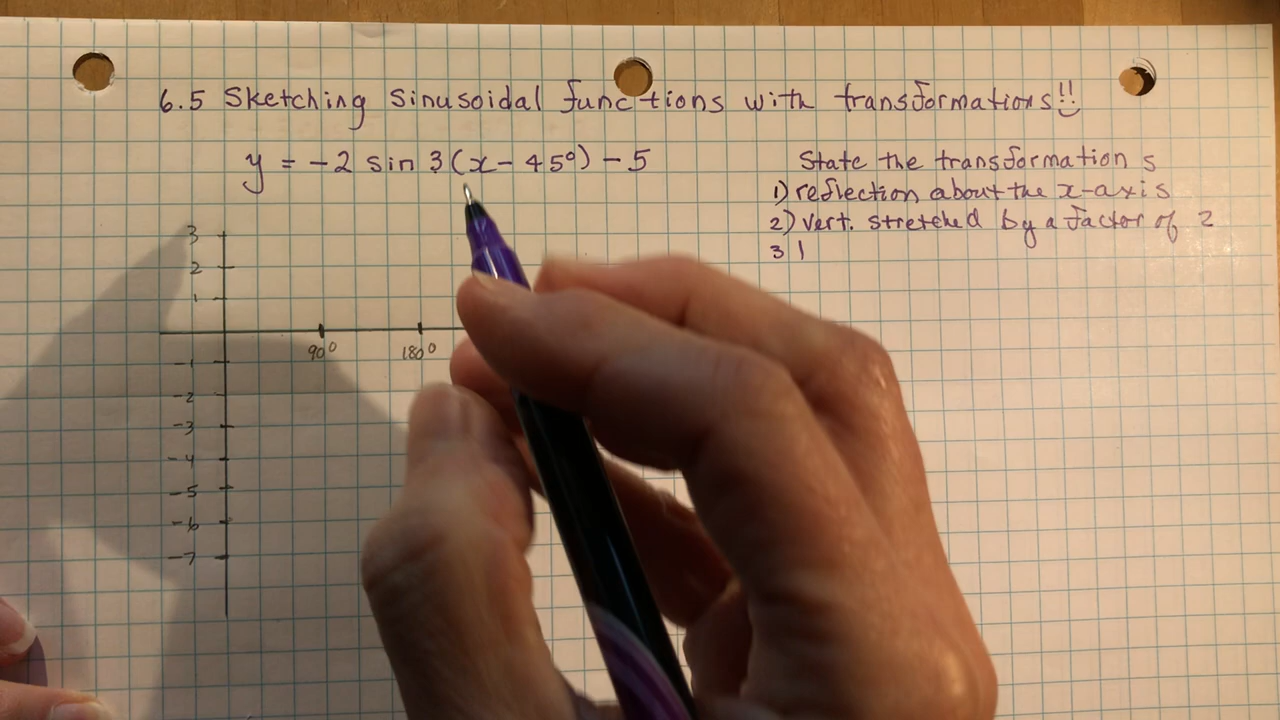 6.5 Sketching Sinusoidal functions with transformations!!
y = -2 sin 3(x - 45°) - 5
State the transformations
1) reflection about the x-axis
2) vert. stretched by a factor of 2
3)
3
2
1
90° 180°
-1
-2
-3
-4
-5
-6
-7